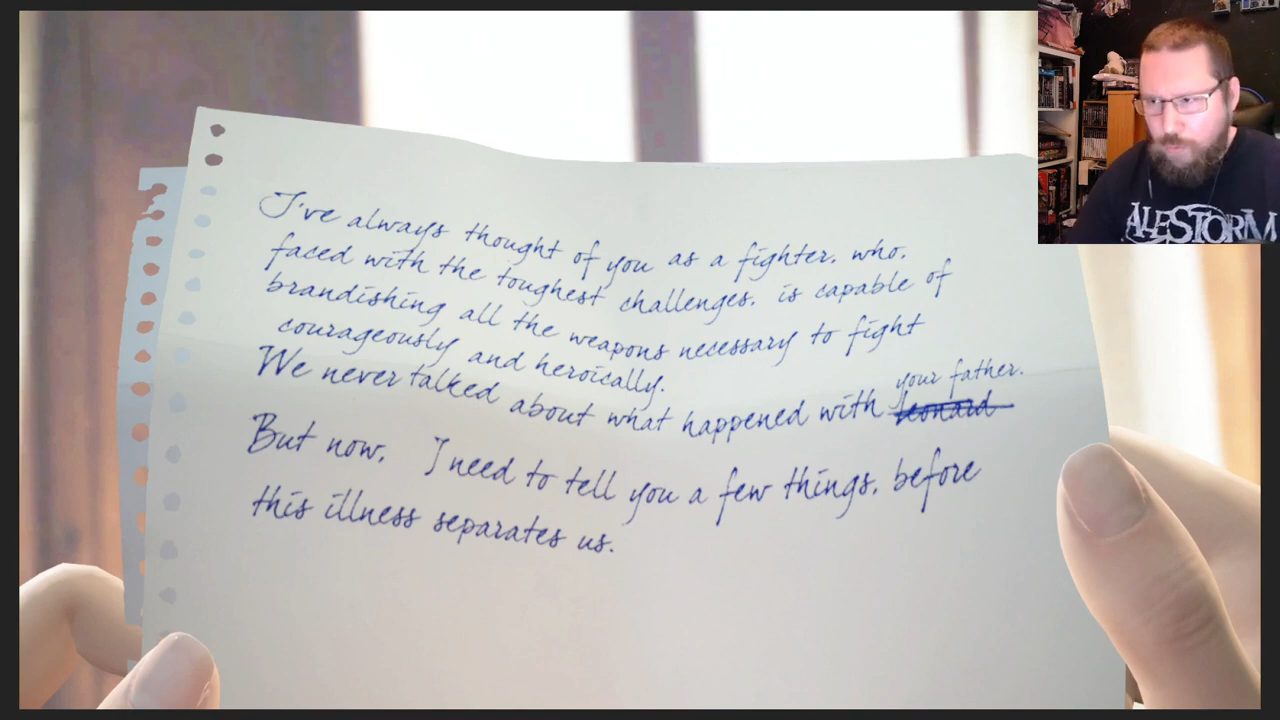 I've always thought of you as a fighter, who,
faced with the toughest challenges, is capable of
brandishing all the weapons necessary to fight
courageously and heroically.
We never talked about what happened with leonard your father.
But now, I need to tell you a few things, before
this illness separates us.
ALESTORM